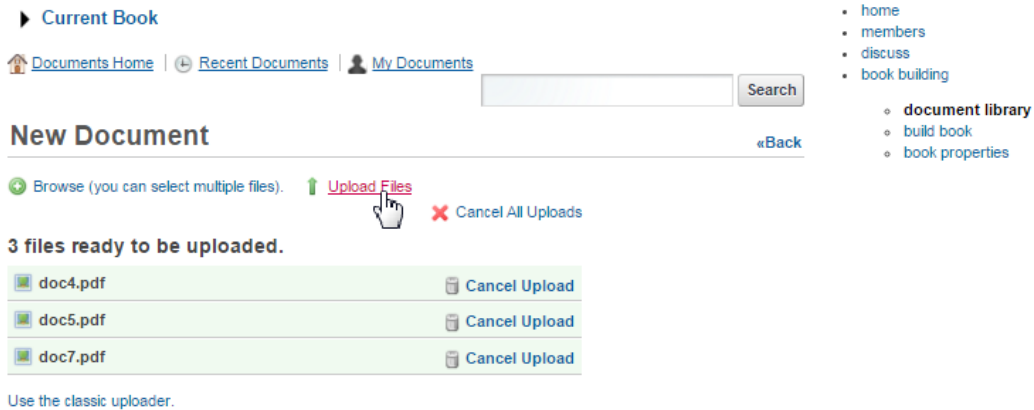 Current Book
Documents Home | Recent Documents | My Documents
Search
New Document
«Back
Browse (you can select multiple files). Upload Files
Cancel All Uploads
3 files ready to be uploaded.
doc4.pdf Cancel Upload
doc5.pdf Cancel Upload
doc7.pdf Cancel Upload
Use the classic uploader.
home
members
discuss
book building
document library
build book
book properties